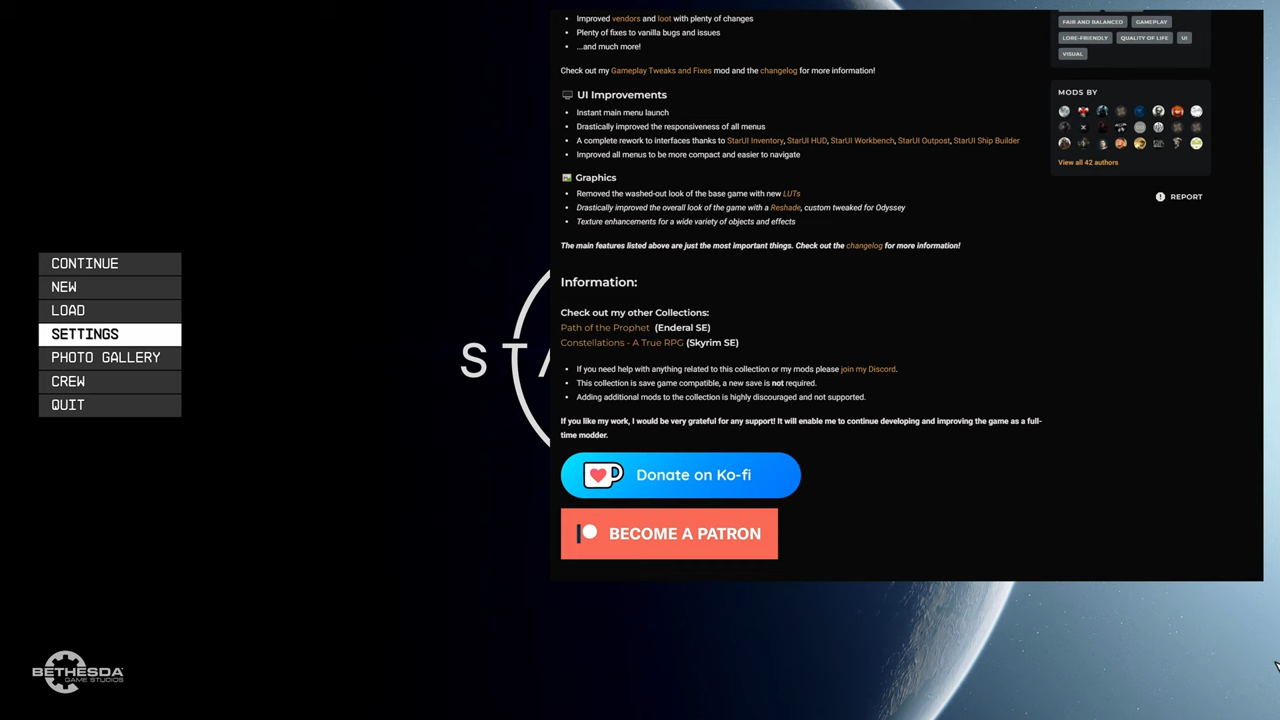 CONTINUE
NEW
LOAD
SETTINGS
PHOTO GALLERY
CREW
QUIT
STA
BETHESDA
GAME STUDIOS
Improved vendors and loot with plenty of changes
Plenty of fixes to vanilla bugs and issues
...and much more!
Check out my Gameplay Tweaks and Fixes mod and the changelog for more information!
UI Improvements
Instant main menu launch
Drastically improved the responsiveness of all menus
A complete rework to interfaces thanks to StarUI Inventory, StarUI HUD, StarUI Workbench, StarUI Outpost, StarUI Ship Builder
Improved all menus to be more compact and easier to navigate
Graphics
Removed the washed-out look of the base game with new LUTs
Drastically improved the overall look of the game with a Reshade, custom tweaked for Odyssey
Texture enhancements for a wide variety of objects and effects
The main features listed above are just the most important things. Check out the changelog for more information!
Information:
Check out my other Collections:
Path of the Prophet (Enderal SE)
Constellations - A True RPG (Skyrim SE)
If you need help with anything related to this collection or my mods please join my Discord.
This collection is save game compatible, a new save is not required.
Adding additional mods to the collection is highly discouraged and not supported.
If you like my work, I would be very grateful for any support! It will enable me to continue developing and improving the game as a full-
time modder.
Donate on Ko-fi
BECOME A PATRON
FAIR AND BALANCED GAMEPLAY
LORE-FRIENDLY QUALITY OF LIFE UI
VISUAL
MODS BY
View all 42 authors
REPORT